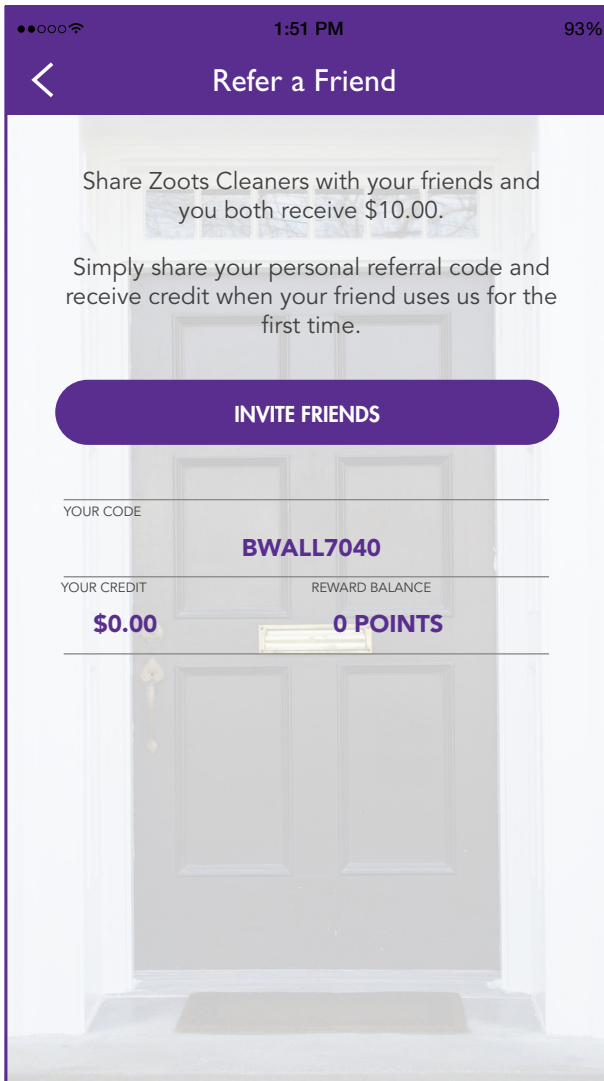 1:51 PM
93%
Refer a Friend
Share Zoots Cleaners with your friends and
you both receive $10.00.
Simply share your personal referral code and
receive credit when your friend uses us for the
first time.
INVITE FRIENDS
YOUR CODE
BWALL7040
YOUR CREDIT
REWARD BALANCE
$0.00
0 POINTS